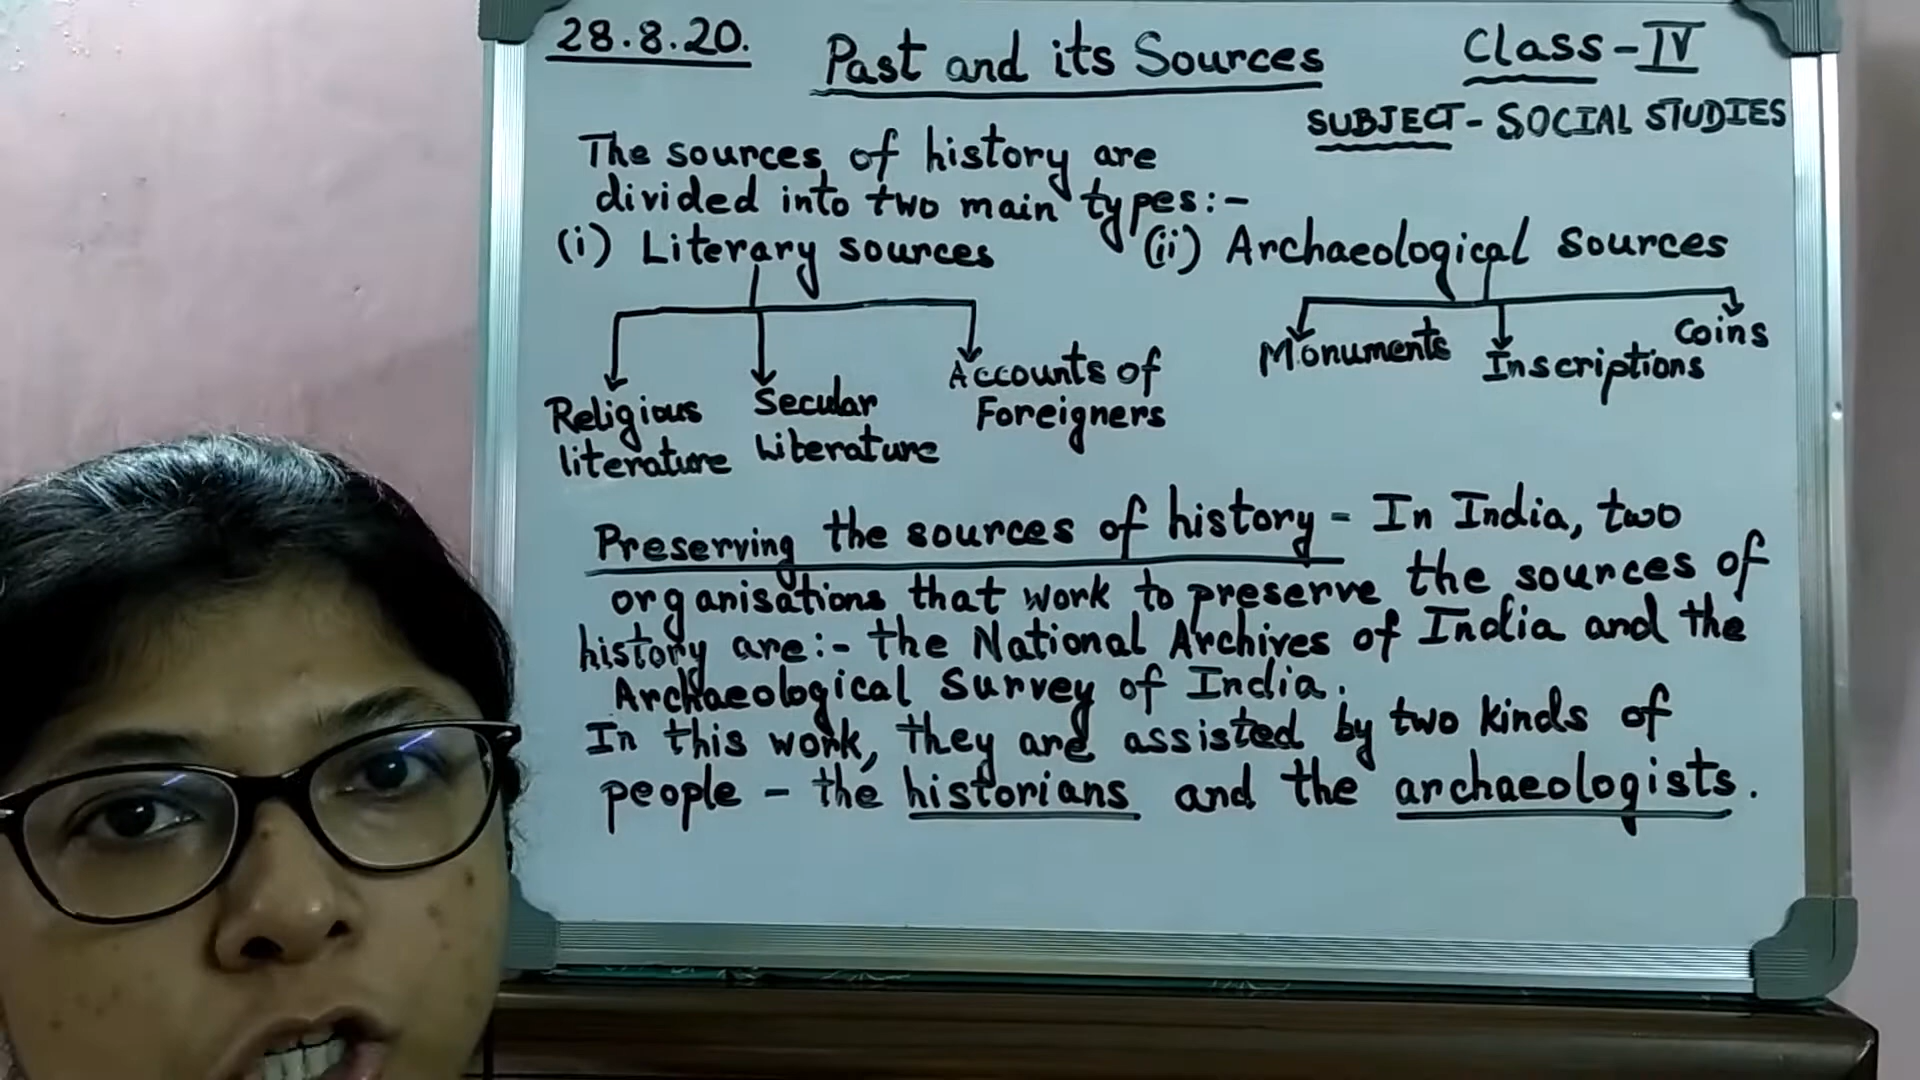 28.8.20.
Past and its Sources
Class-IV
SUBJECT - SOCIAL STUDIES
The sources of history are
divided into two main types:-
(i) Literary sources
(ii) Archaeological sources
Religious
literature
Secular
literature
Accounts of
Foreigners
Monuments
Inscriptions
Coins
Preserving the sources of history - In India, two
organisations that work to preserve the sources of
history are:- the National Archives of India and the
Archaeological Survey of India.
In this work, they are assisted by two kinds of
people - the historians and the archaeologists.